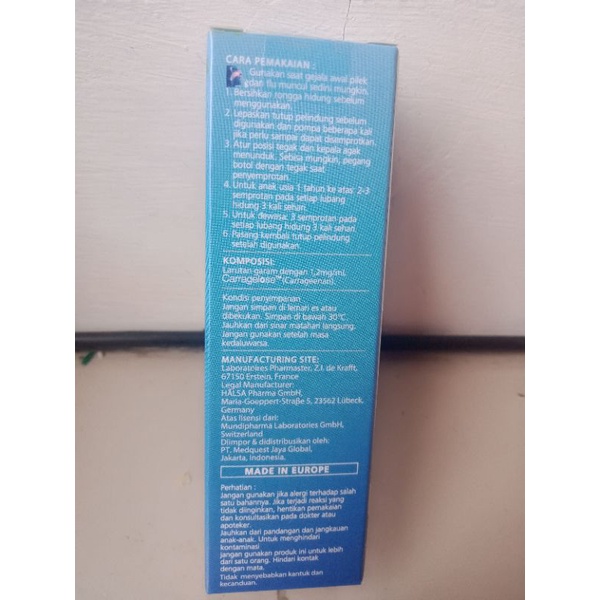 CARA PEMAKAIAN :
Gunakan saat gejala awal pilek
dan flu muncul sedini mungkin.
1. Bersihkan rongga hidung sebelum
menggunakan.
2. Lepaskan tutup pelindung sebelum
digunakan dan pompa beberapa kali
jika perlu sampai dapat disemprotkan.
3. Atur posisi tegak dan kepala agak
menunduk. Sebisa mungkin, pegang
botol dengan tegak saat
penyemprotan.
4. Untuk anak usia 1 tahun ke atas: 2-3
semprotan pada setiap lubang
hidung 3 kali sehari.
5. Untuk dewasa: 3 semprotan pada
setiap lubang hidung 3 kali sehari
6. Pasang kembali tutup pelindung
setelah digunakan.
KOMPOSISI:
Larutan garam dengan 1,2mg/mL
Carragelose™ (Carrageenan).
Kondisi penyimpanan
Jangan simpan di lemari es atau
dibekukan. Simpan di bawah 30°C.
Jauhkan dari sinar matahari langsung.
Jangan gunakan setelah masa
kedaluwarsa.
MANUFACTURING SITE:
Laboratoires Pharmaster, Z.I. de Krafft,
67150 Erstein, France
Legal Manufacturer:
HÄLSA Pharma GmbH,
Maria-Goeppert-Straße 5, 23562 Lübeck,
Germany
Atas lisensi dari:
Mundipharma Laboratories GmbH,
Switzerland
Diimpor & didistribusikan oleh:
PT. Medquest Jaya Global,
Jakarta, Indonesia.
MADE IN EUROPE
Perhatian :
Jangan gunakan jika alergi terhadap salah
satu bahannya. Jika terjadi reaksi yang
tidak diinginkan, hentikan pemakaian
dan konsultasikan pada dokter atau
apoteker.
Jauhkan dari pandangan dan jangkauan
anak-anak. Untuk menghindari
kontaminasi
jangan gunakan produk ini untuk lebih
dari satu orang. Hindari kontak
dengan mata.
Tidak menyebabkan kantuk dan
kecanduan.